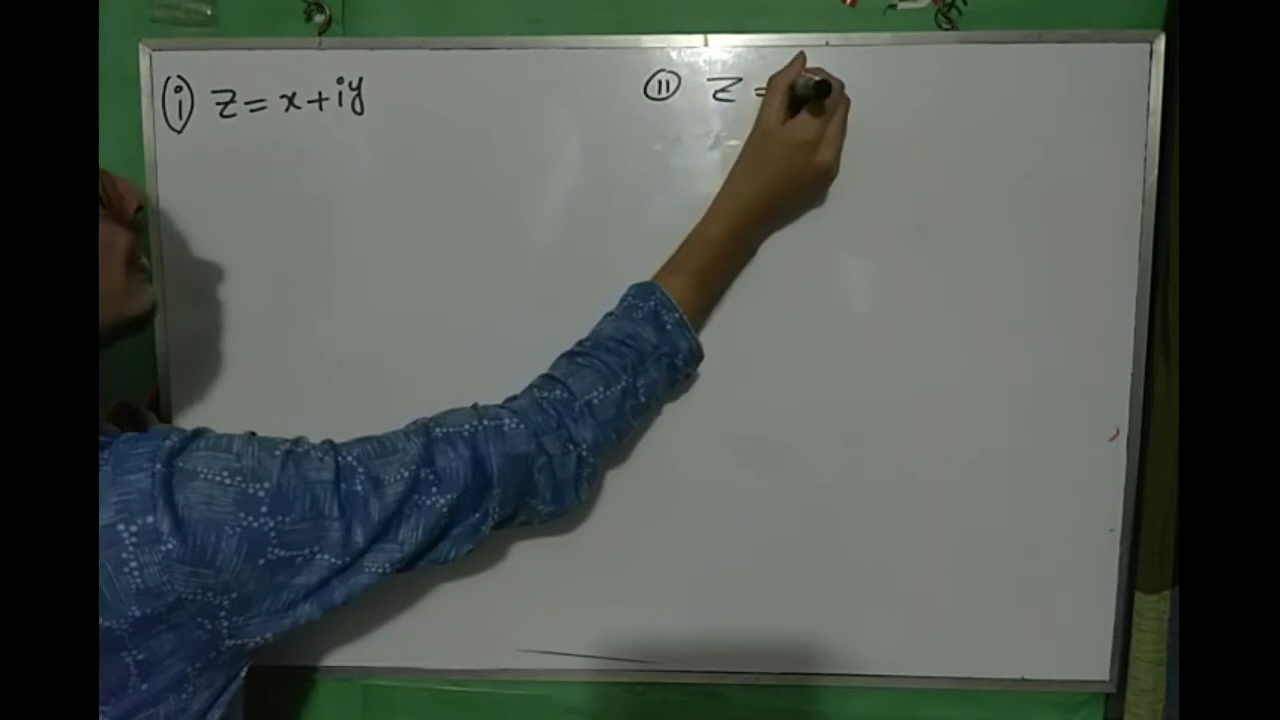 (i) z = x + iy
(ii) z =